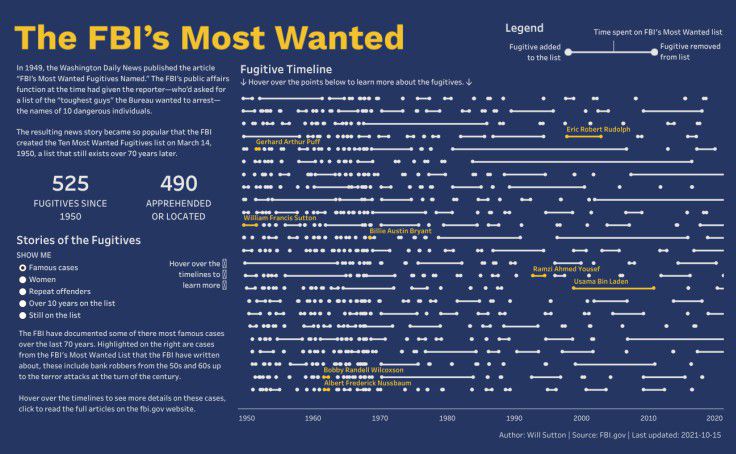 The FBI's Most Wanted
In 1949, the Washington Daily News published the article
"FBI's Most Wanted Fugitives Named." The FBI's public affairs
function at the time had given the reporter—who'd asked for
a list of the "toughest guys" the Bureau wanted to arrest—
the names of 10 dangerous individuals.
The resulting news story became so popular that the FBI
created the Ten Most Wanted Fugitives list on March 14,
1950, a list that still exists over 70 years later.
525
FUGITIVES SINCE
1950
490
APPREHENDED
OR LOCATED
Stories of the Fugitives
SHOW ME
Famous cases
Women
Repeat offenders
Over 10 years on the list
Still on the list
Hover over the
timelines to
learn more
The FBI have documented some of there most famous cases
over the last 70 years. Highlighted on the right are cases
from the FBI's Most Wanted List that the FBI have written
about, these include bank robbers from the 50s and 60s up
to the terror attacks at the turn of the century.
Hover over the timelines to see more details on these cases,
click to read the full articles on the fbi.gov website.
Legend
Time spent on FBI's Most Wanted list
Fugitive added
to the list
Fugitive removed
from list
Fugitive Timeline
↓ Hover over the points below to learn more about the fugitives. ↓
Eric Robert Rudolph
Gerhard Arthur Puff
William Francis Sutton
Billie Austin Bryant
Ramzi Ahmed Yousef
Usama Bin Laden
Bobby Randell Wilcoxson
Albert Frederick Nussbaum
1950 1960 1970 1980 1990 2000 2010 2020
Author: Will Sutton | Source: FBI.gov | Last updated: 2021-10-15